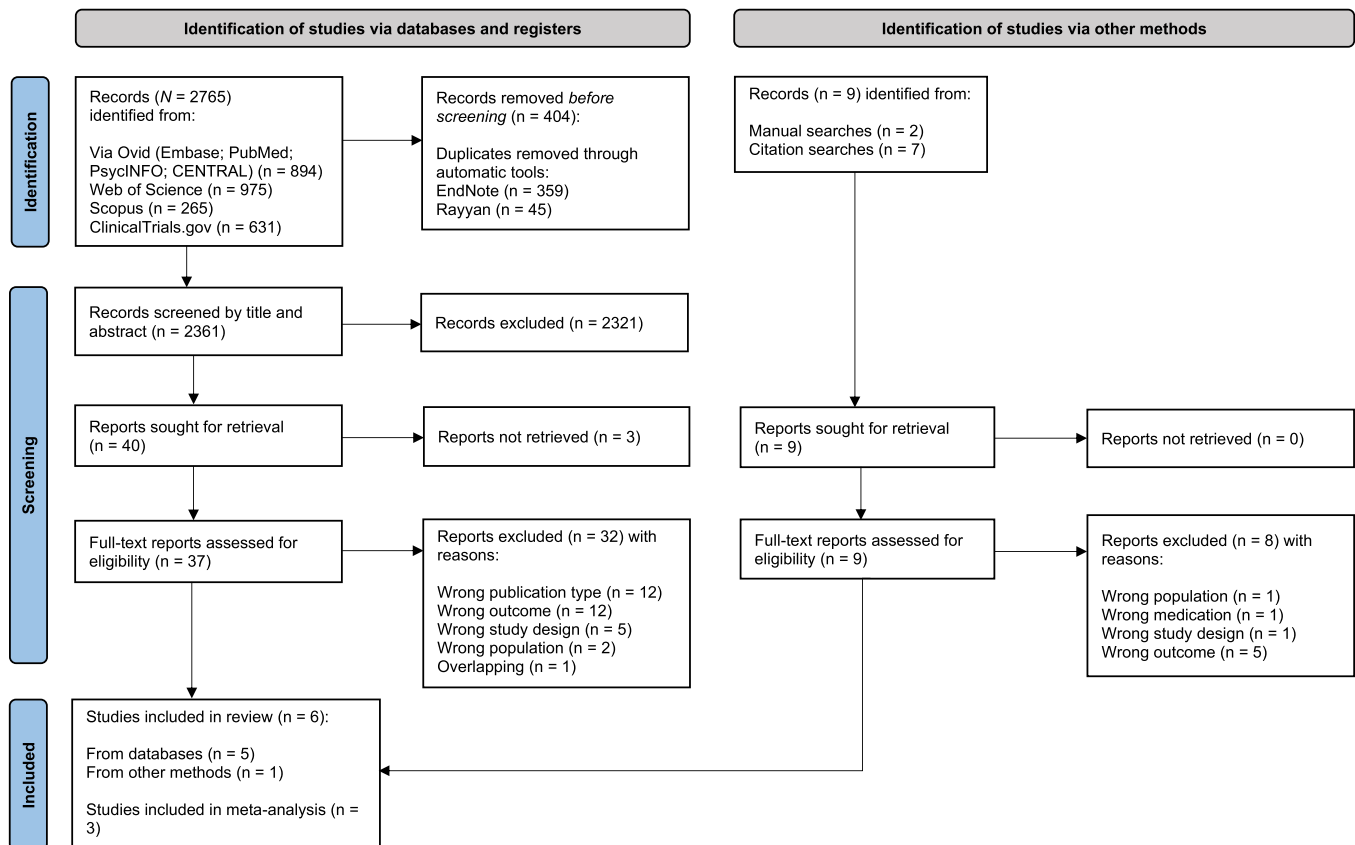 Identification of studies via databases and registers
Identification of studies via other methods
Identification
Records (N = 2765)
identified from:
Via Ovid (Embase; PubMed;
PsycINFO; CENTRAL) (n = 894)
Web of Science (n = 975)
Scopus (n = 265)
ClinicalTrials.gov (n = 631)
Records removed before
screening (n = 404):
Duplicates removed through
automatic tools:
EndNote (n = 359)
Rayyan (n = 45)
Records (n = 9) identified from:
Manual searches (n = 2)
Citation searches (n = 7)
Screening
Records screened by title and
abstract (n = 2361)
Records excluded (n = 2321)
Reports sought for retrieval
(n = 40)
Reports not retrieved (n = 3)
Reports sought for retrieval
(n = 9)
Reports not retrieved (n = 0)
Full-text reports assessed for
eligibility (n = 37)
Reports excluded (n = 32) with
reasons:
Wrong publication type (n = 12)
Wrong outcome (n = 12)
Wrong study design (n = 5)
Wrong population (n = 2)
Overlapping (n = 1)
Full-text reports assessed for
eligibility (n = 9)
Reports excluded (n = 8) with
reasons:
Wrong population (n = 1)
Wrong medication (n = 1)
Wrong study design (n = 1)
Wrong outcome (n = 5)
Included
Studies included in review (n = 6):
From databases (n = 5)
From other methods (n = 1)
Studies included in meta-analysis (n =
3)